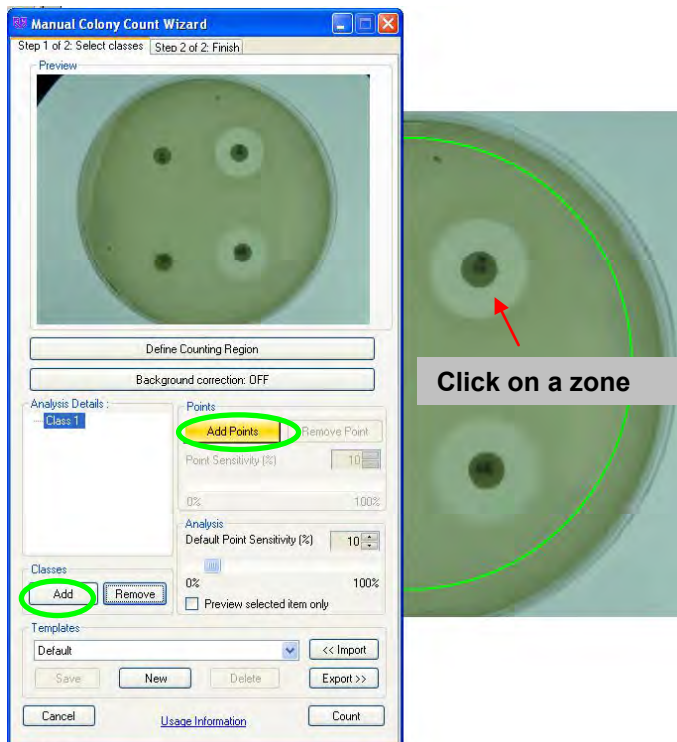 Manual Colony Count Wizard
Step 1 of 2: Select classes Step 2 of 2: Finish
Preview
Define Counting Region
Background correction: OFF
Analysis Details :
Class 1
Points
Add Points Remove Point
Point Sensitivity (%) 10
0% 100%
Analysis
Default Point Sensitivity (%) 10
0% 100%
Preview selected item only
Classes
Add Remove
Templates
Default << Import
Save New Delete Export >>
Cancel Usage Information Count
Click on a zone